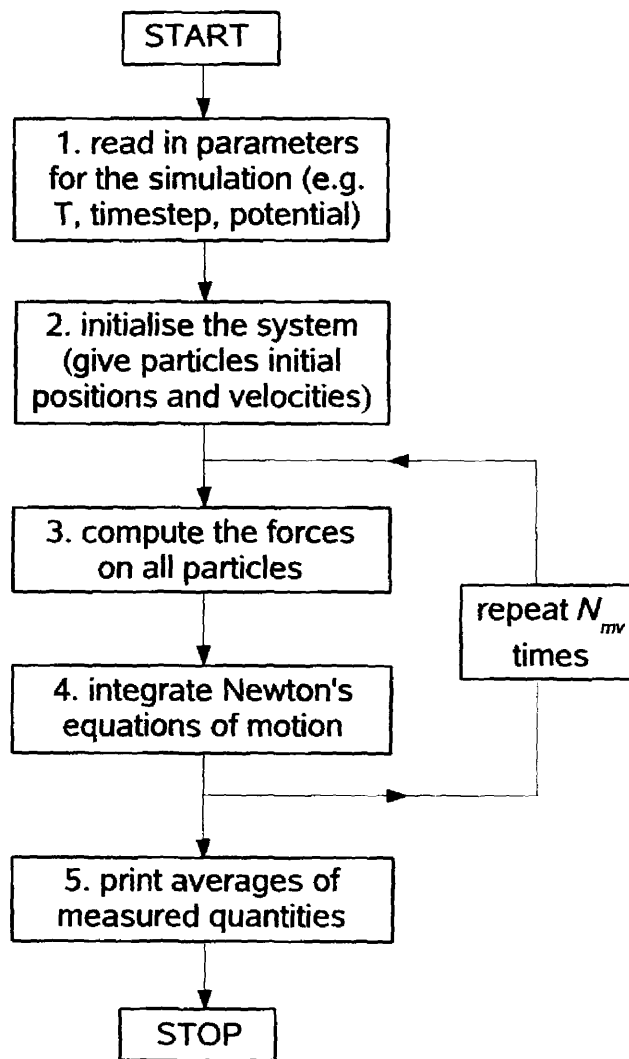 START
1. read in parameters
for the simulation (e.g.
T, timestep, potential)
2. initialise the system
(give particles initial
positions and velocities)
3. compute the forces
on all particles
repeat N_mv
times
4. integrate Newton's
equations of motion
5. print averages of
measured quantities
STOP